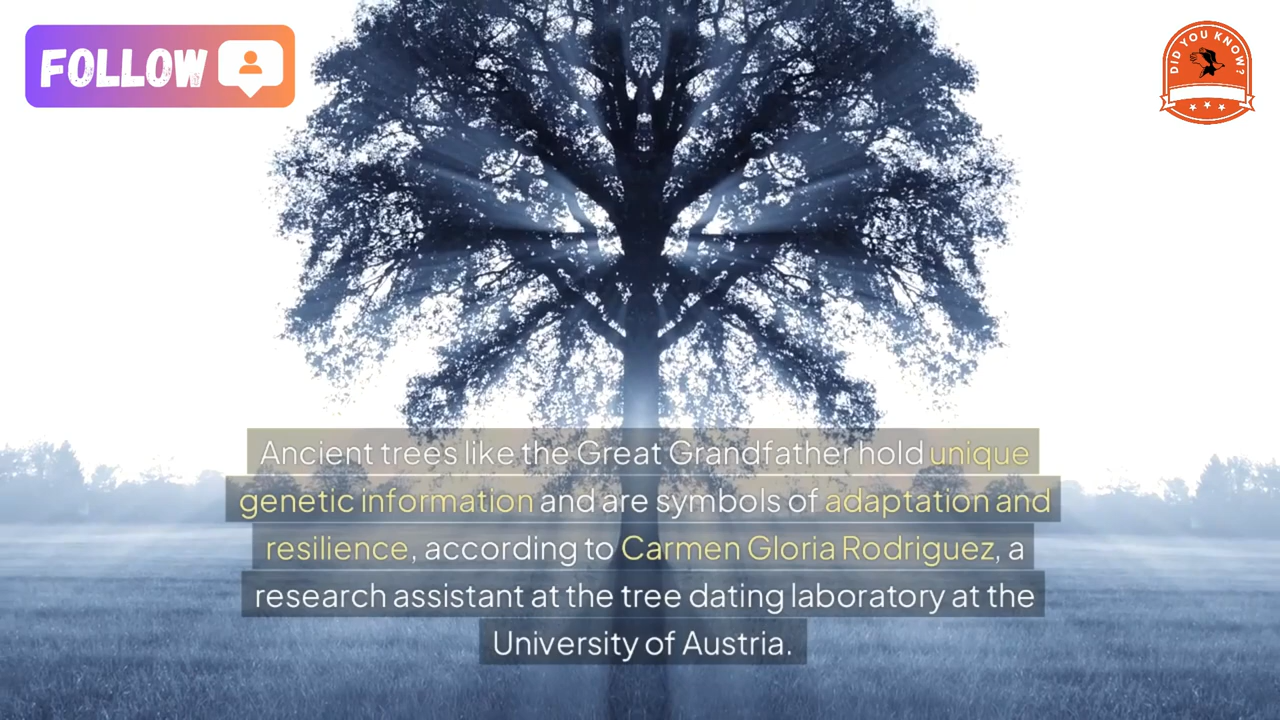 FOLLOW
DID YOU KNOW?
Ancient trees like the Great Grandfather hold unique
genetic information and are symbols of adaptation and
resilience, according to Carmen Gloria Rodriguez, a
research assistant at the tree dating laboratory at the
University of Austria.